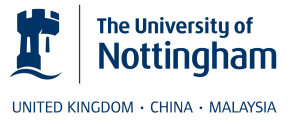 The University of
Nottingham
UNITED KINGDOM · CHINA · MALAYSIA